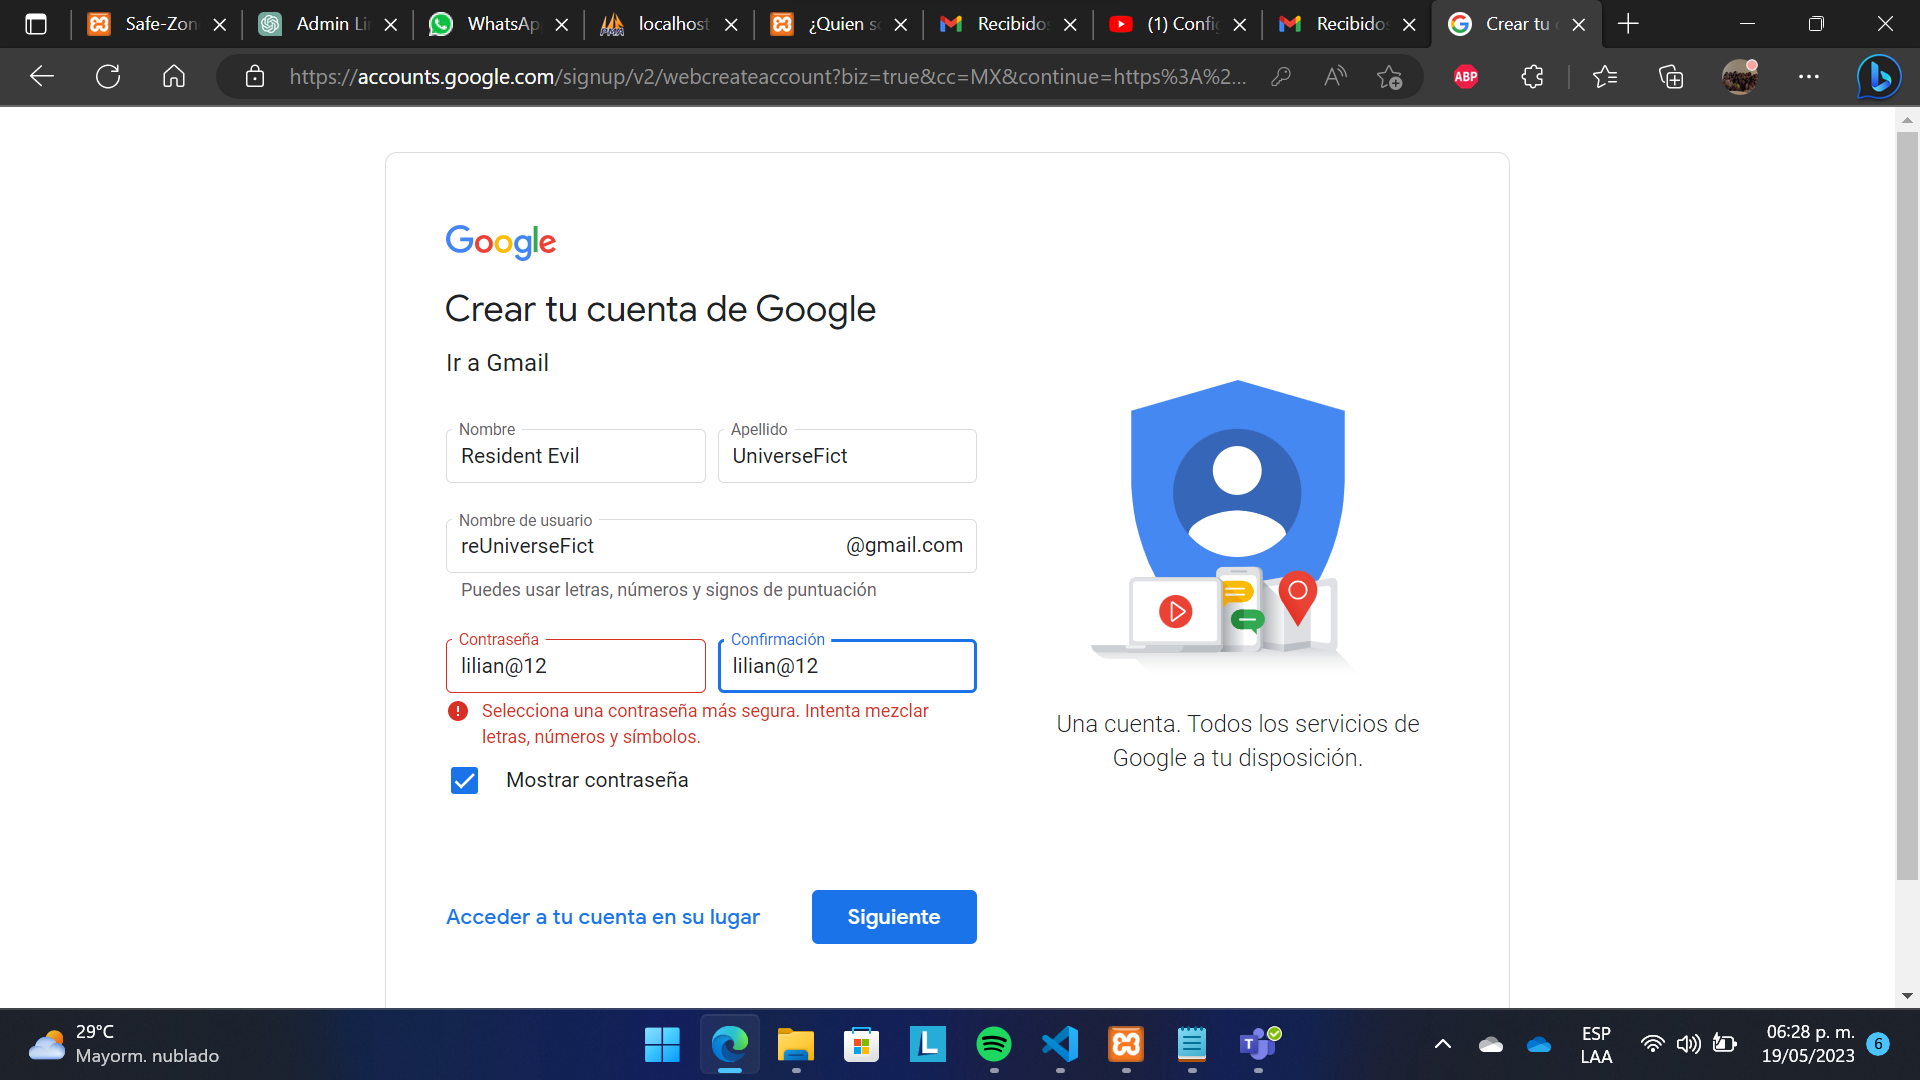 Safe-Zon
Admin Li
WhatsAp
localhost
¿Quien s
Recibidos
(1) Config
Recibidos
Crear tu
https://accounts.google.com/signup/v2/webcreateaccount?biz=true&cc=MX&continue=https%3A%2...
ABP
Google
Crear tu cuenta de Google
Ir a Gmail
Nombre
Resident Evil
Apellido
UniverseFict
Nombre de usuario
reUniverseFict
@gmail.com
Puedes usar letras, números y signos de puntuación
Contraseña
lilian@12
Confirmación
lilian@12
Selecciona una contraseña más segura. Intenta mezclar
letras, números y símbolos.
Mostrar contraseña
Acceder a tu cuenta en su lugar
Siguiente
Una cuenta. Todos los servicios de
Google a tu disposición.
29°C
Mayorm. nublado
ESP
LAA
06:28 p. m.
19/05/2023
6